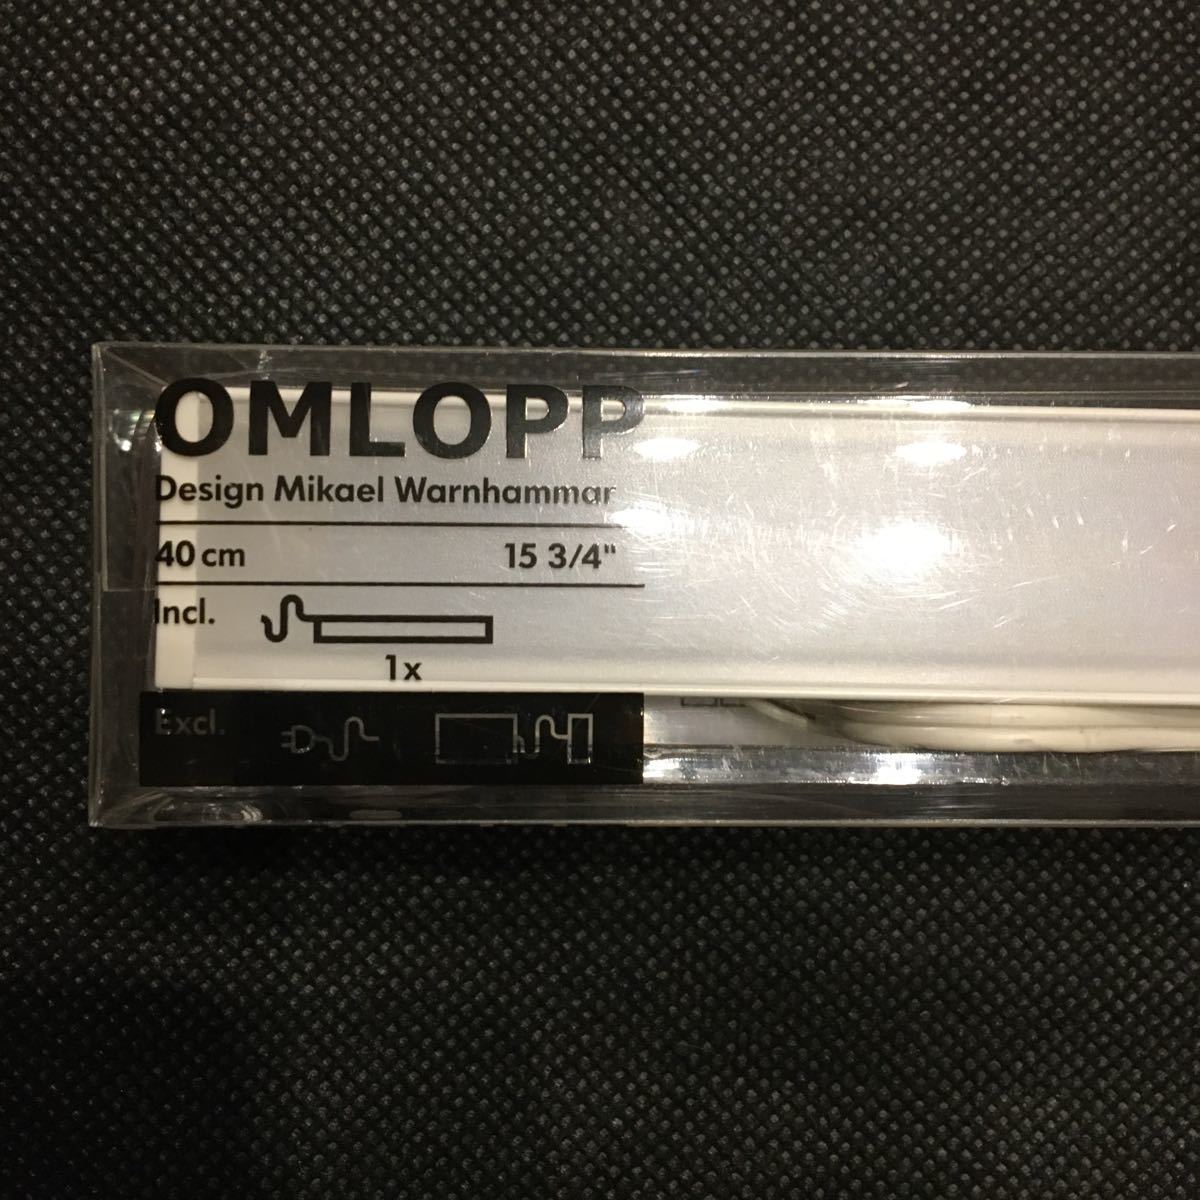 OMLOPP
Design Mikael Warnhammar
40 cm 15 3/4"
Incl.
1x
Excl.